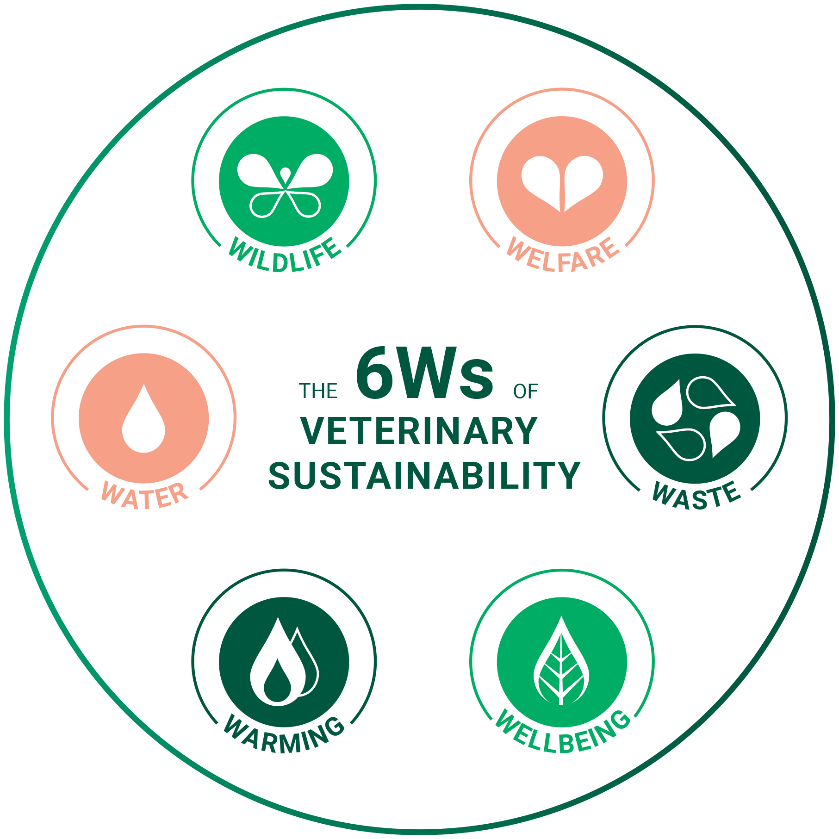 WILDLIFE
WELFARE
THE 6Ws OF
VETERINARY
SUSTAINABILITY
WATER
WASTE
WARMING
WELLBEING